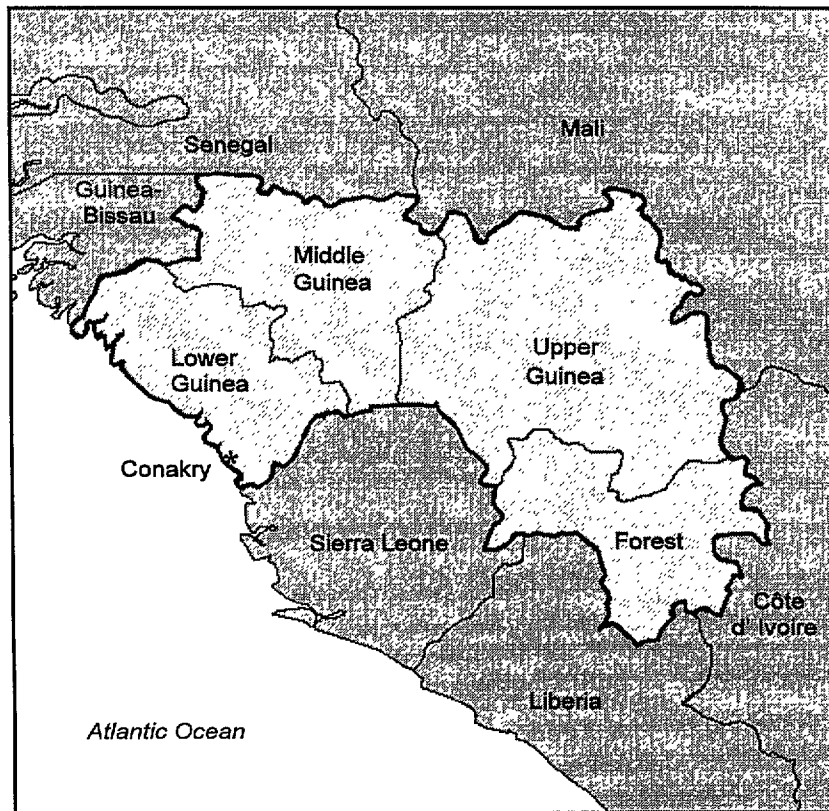 Mali
Senegal
Guinea-
Bissau
Middle
Guinea
Upper
Guinea
Lower
Guinea
Conakry
*
Sierra Leone
Forest
Côte
d' Ivoire
Liberia
Atlantic Ocean